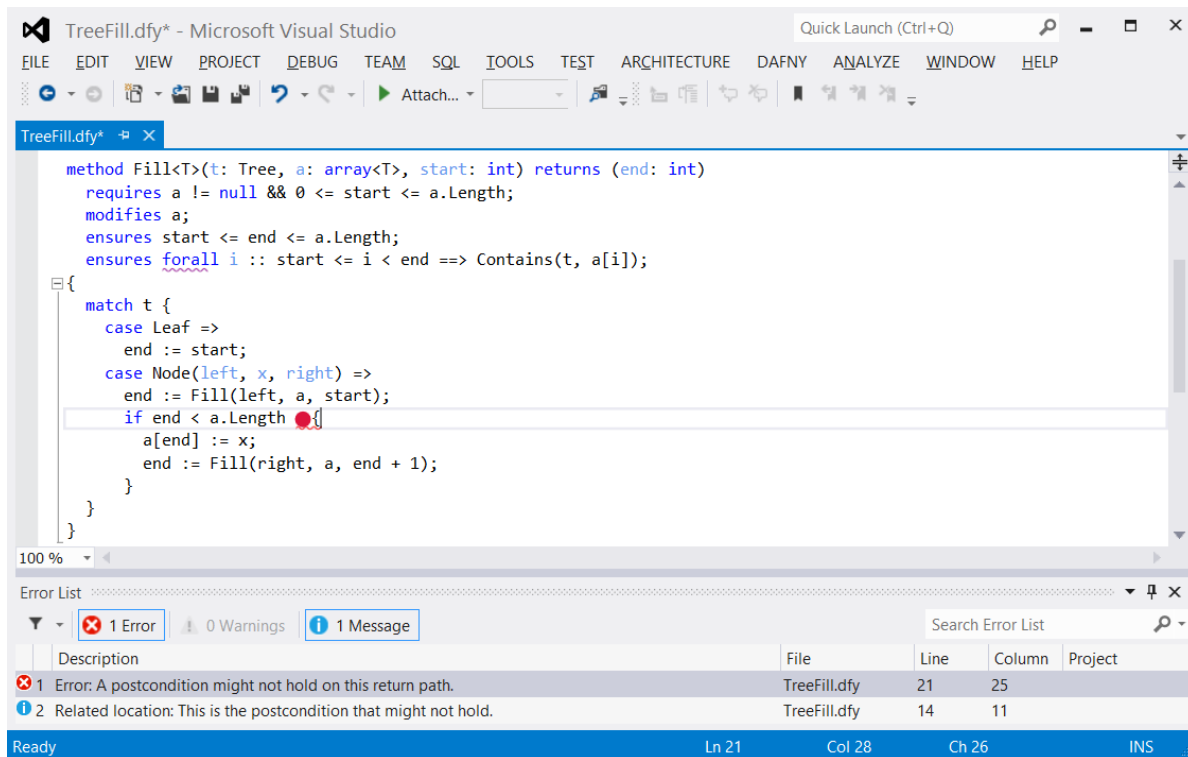 TreeFill.dfy* - Microsoft Visual Studio Quick Launch (Ctrl+Q)
FILE EDIT VIEW PROJECT DEBUG TEAM SQL TOOLS TEST ARCHITECTURE DAFNY ANALYZE WINDOW HELP
Attach...
TreeFill.dfy*
method Fill<T>(t: Tree, a: array<T>, start: int) returns (end: int)
requires a != null && 0 <= start <= a.Length;
modifies a;
ensures start <= end <= a.Length;
ensures forall i :: start <= i < end ==> Contains(t, a[i]);
{
match t {
case Leaf =>
end := start;
case Node(left, x, right) =>
end := Fill(left, a, start);
if end < a.Length {
a[end] := x;
end := Fill(right, a, end + 1);
}
}
}
100 %
Error List
1 Error 0 Warnings 1 Message Search Error List
Description File Line Column Project
1 Error: A postcondition might not hold on this return path. TreeFill.dfy 21 25
2 Related location: This is the postcondition that might not hold. TreeFill.dfy 14 11
Ready Ln 21 Col 28 Ch 26 INS